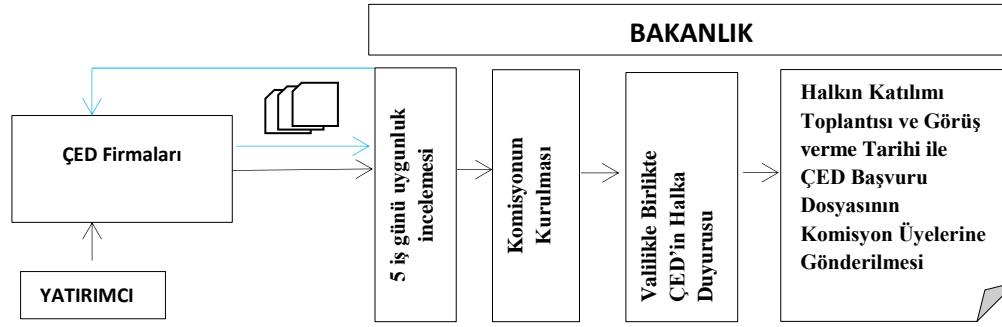 BAKANLIK
ÇED Firmaları
YATIRIMCI
5 iş günü uygunluk
incelemesi
Komisyonun
Kurulması
Valilikle Birlikte
ÇED’in Halka
Duyurusu
Halkın Katılımı
Toplantısı ve Görüş
verme Tarihi ile
ÇED Başvuru
Dosyasının
Komisyon Üyelerine
Gönderilmesi